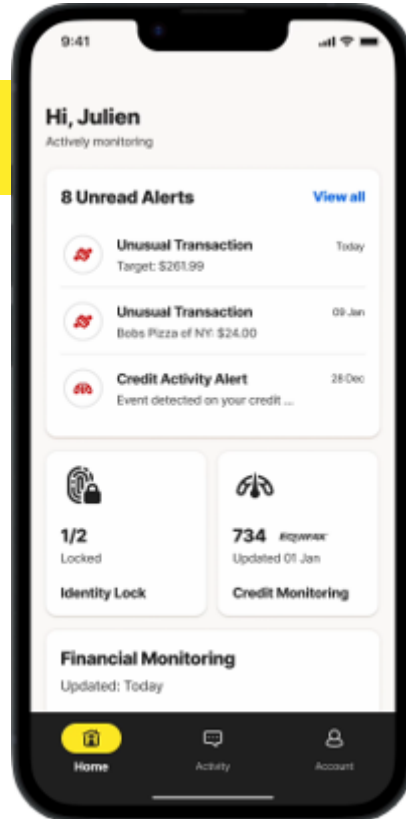 9:41
Hi, Julien
Actively monitoring
8 Unread Alerts View all
Unusual Transaction Today
Target: $261.99
Unusual Transaction 09 Jan
Bobs Pizza of NY: $24.00
Credit Activity Alert 28 Dec
Event detected on your credit ...
1/2
Locked
Identity Lock
734 EQUIFAX
Updated 01 Jan
Credit Monitoring
Financial Monitoring
Updated: Today
Home Activity Account